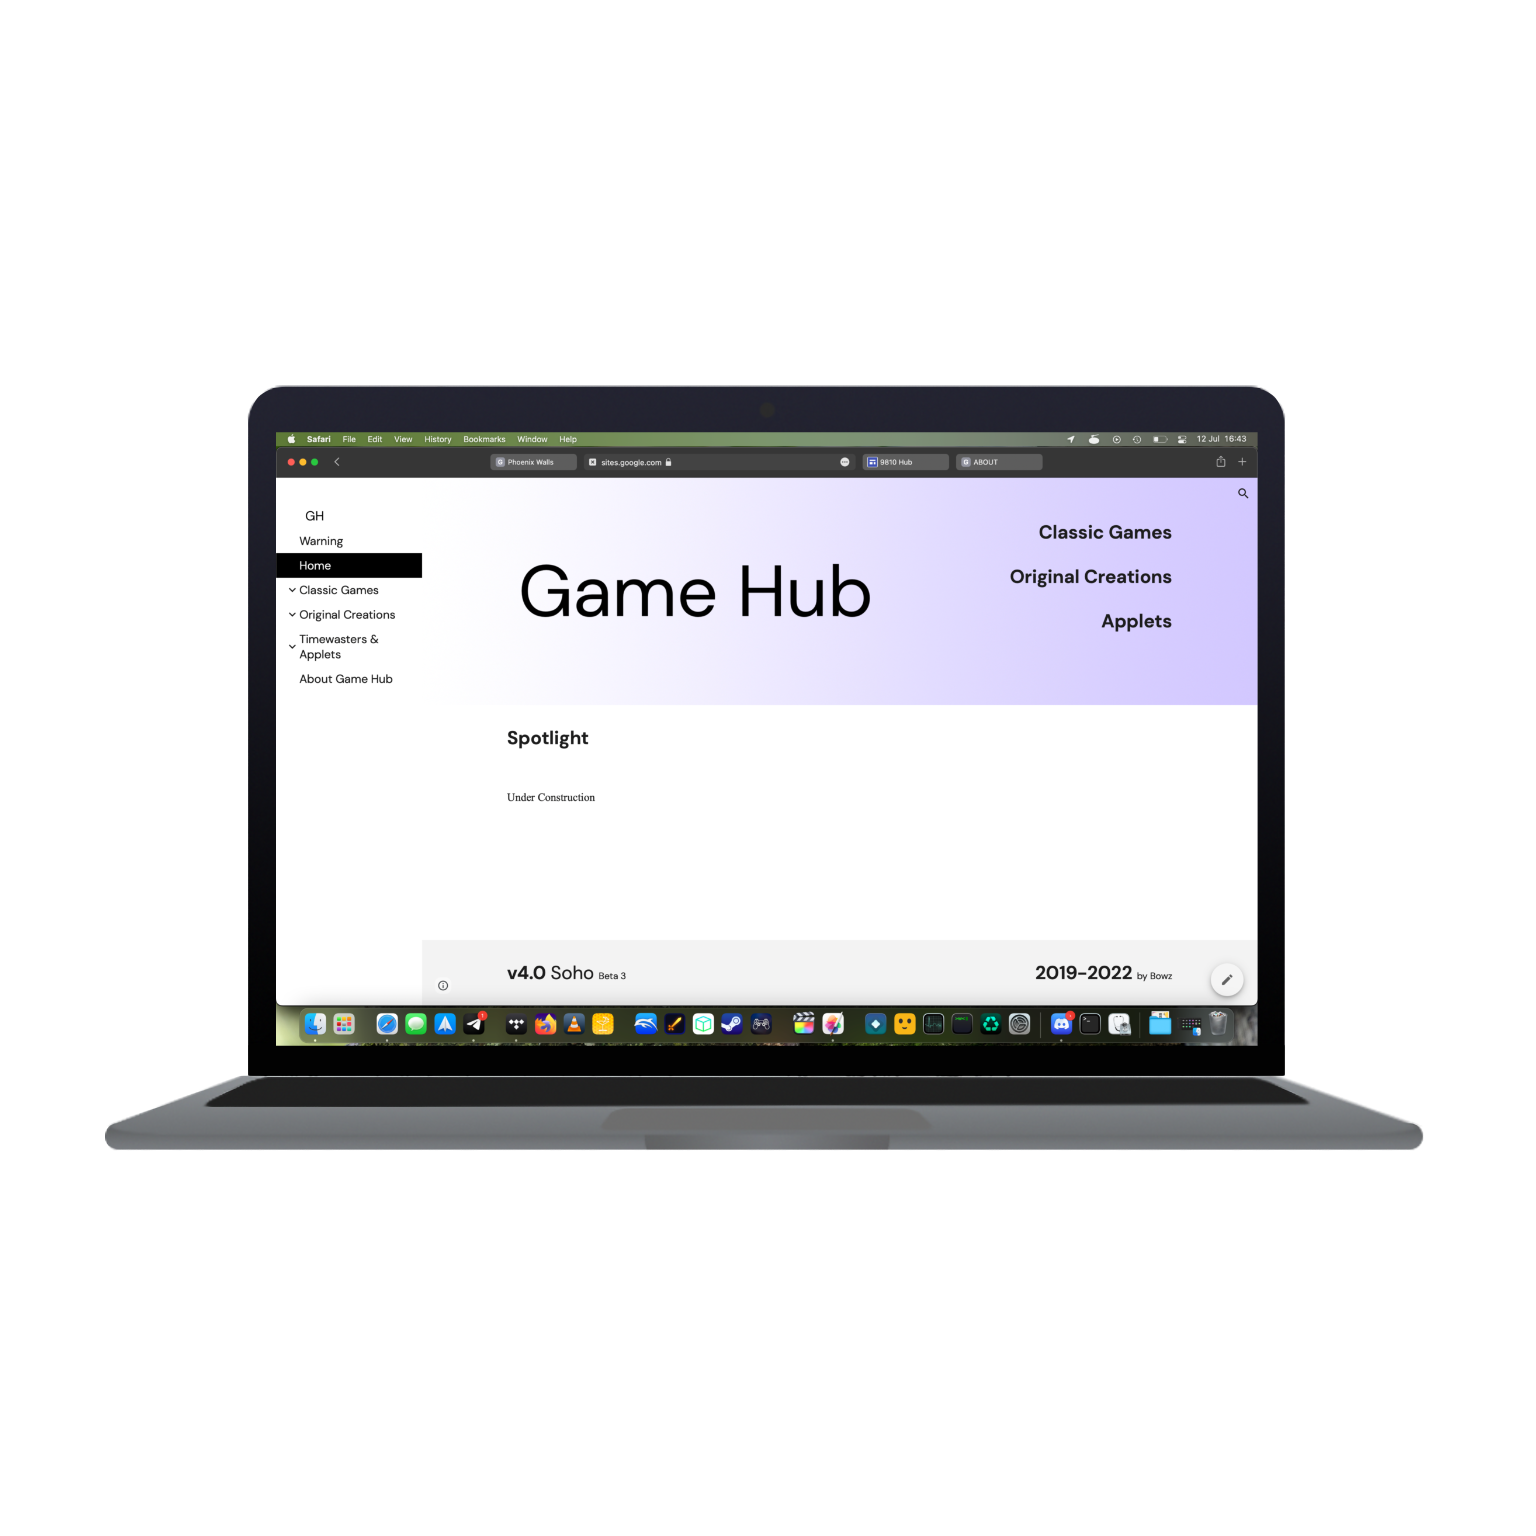 Safari File Edit View History Bookmarks Window Help 12 Jul 16:43
G Phoenix Walls sites.google.com 9810 Hub G ABOUT
GH
Warning
Home
Classic Games
Original Creations
Timewasters &
Applets
About Game Hub
Game Hub
Classic Games
Original Creations
Applets
Spotlight
Under Construction
v4.0 Soho Beta 3
2019-2022 by Bowz